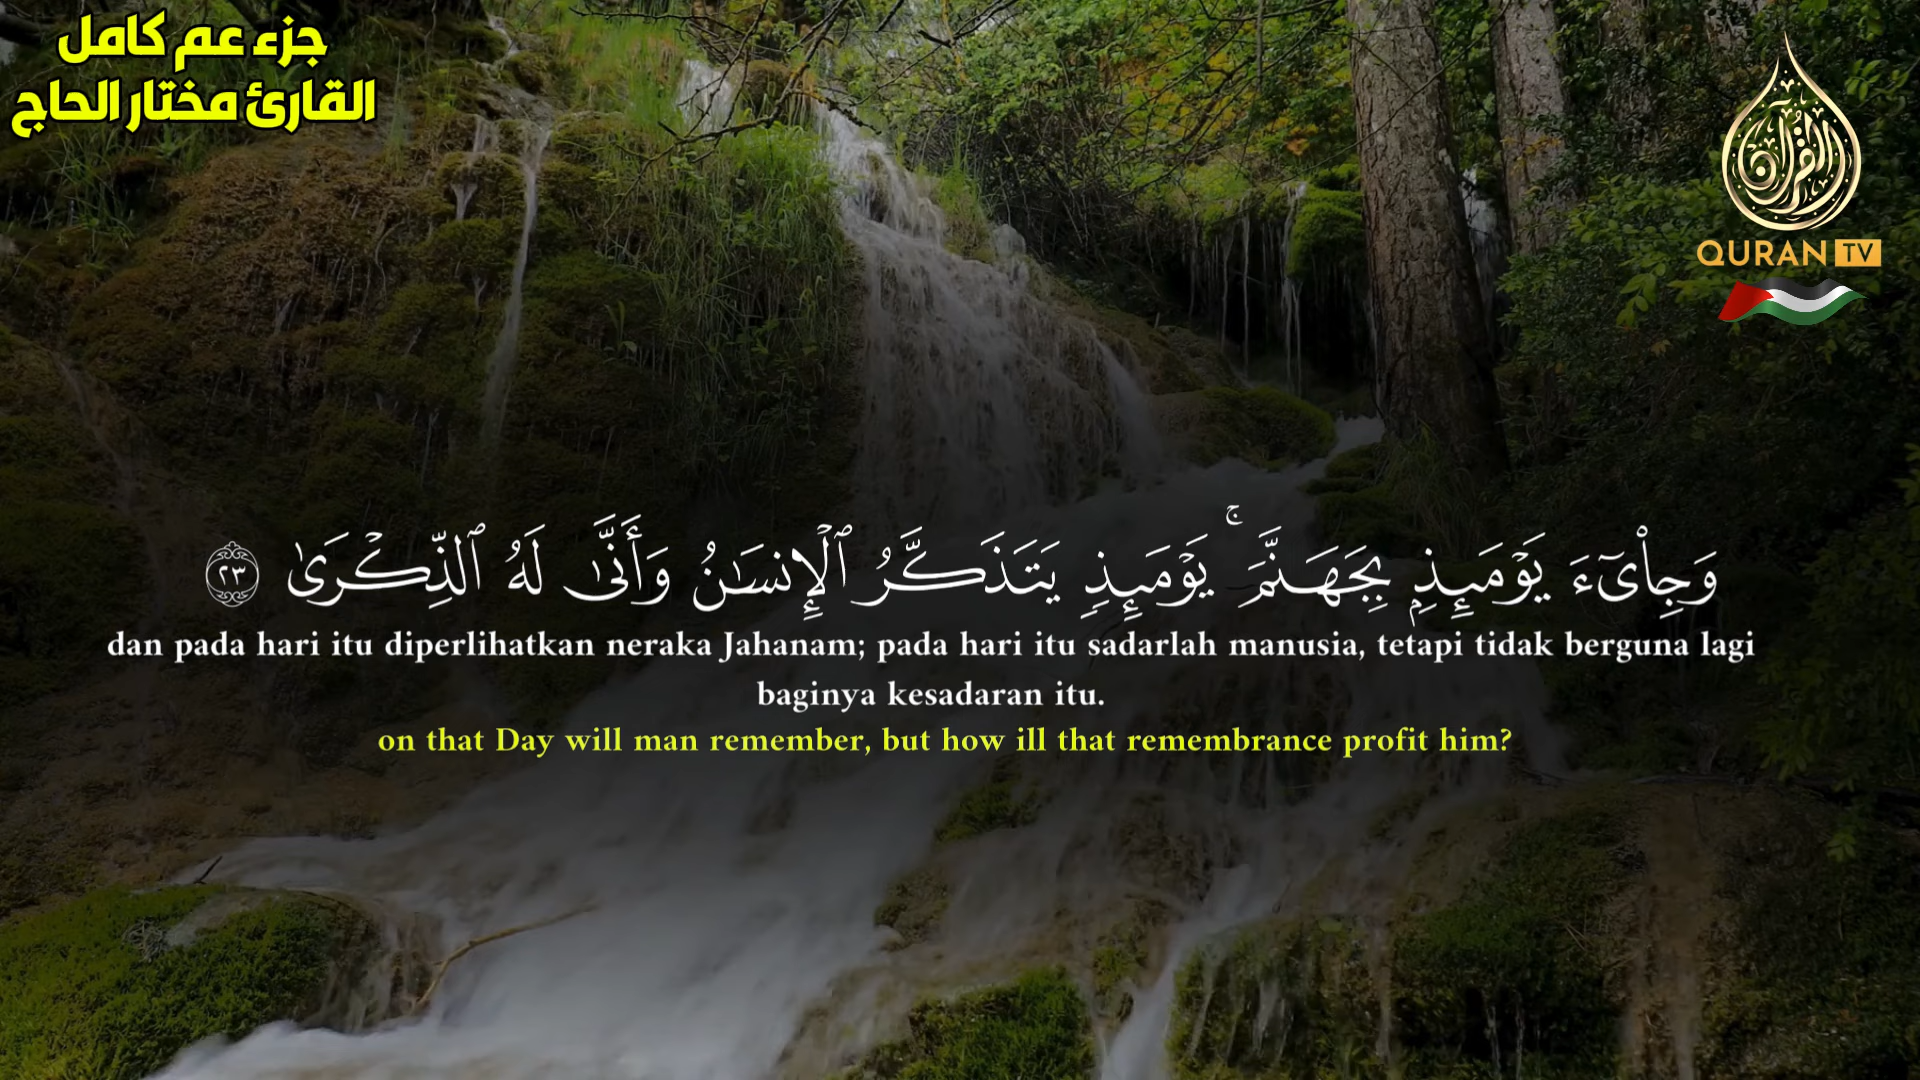 جزء عم كامل
القارئ مختار الحاج
القرآن
QURAN TV
وَجِاْىٓءَ يَوْمَئِذٍۭ بِجَهَنَّمَ ۚ يَوْمَئِذٍ يَتَذَكَّرُ ٱلْإِنسَـٰنُ وَأَنَّىٰ لَهُ ٱلذِّكْرَىٰ ٢٣
dan pada hari itu diperlihatkan neraka Jahanam; pada hari itu sadarlah manusia, tetapi tidak berguna lagi
baginya kesadaran itu.
on that Day will man remember, but how ill that remembrance profit him?